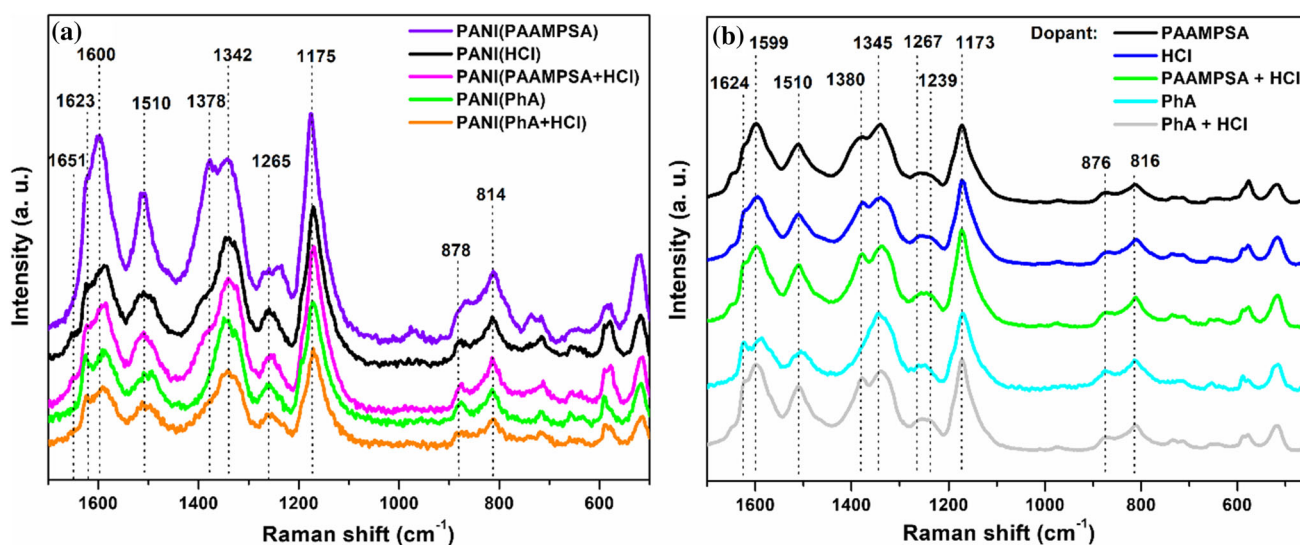 (a)
PANI(PAAMPSA)
PANI(HCl)
PANI(PAAMPSA+HCl)
PANI(PhA)
PANI(PhA+HCl)
1600
1342
1175
1623
1510
1378
1265
1651
814
878
Intensity (a. u.)
1600 1400 1200 1000 800 600
Raman shift (cm-1)
(b)
Dopant:
PAAMPSA
HCl
PAAMPSA + HCl
PhA
PhA + HCl
1599
1345
1267
1173
1624
1510
1380
1239
876
816
Intensity (a. u.)
1600 1400 1200 1000 800 600
Raman shift (cm-1)